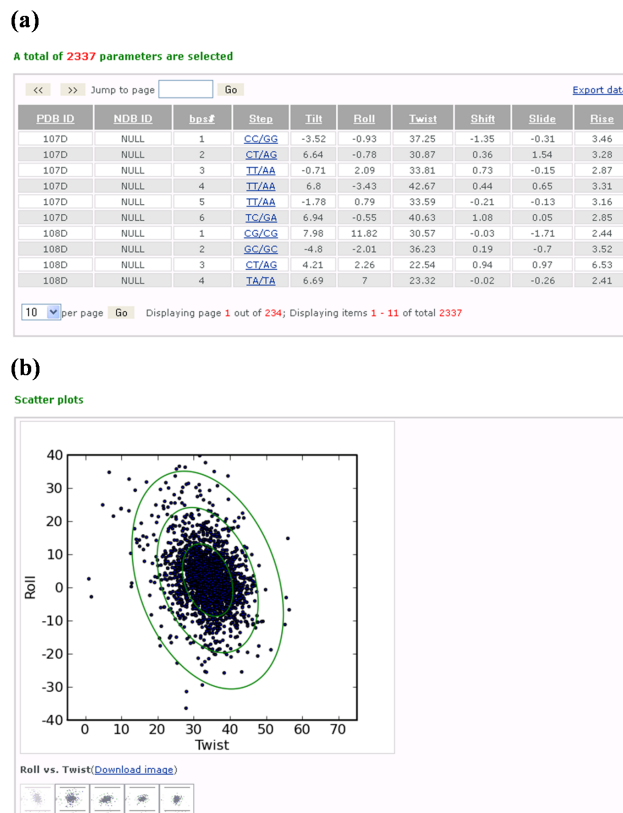 (a)
A total of 2337 parameters are selected
<< >> Jump to page Go Export data
PDB ID NDB ID bps# Step Tilt Roll Twist Shift Slide Rise
107D NULL 1 CC/GG -3.52 -0.93 37.25 -1.35 -0.31 3.46
107D NULL 2 CT/AG 6.64 -0.78 30.87 0.36 1.54 3.28
107D NULL 3 TT/AA -0.71 2.09 33.81 0.73 -0.15 2.87
107D NULL 4 TT/AA 6.8 -3.43 42.67 0.44 0.65 3.31
107D NULL 5 TT/AA -1.78 0.79 33.59 -0.21 -0.13 3.16
107D NULL 6 TC/GA 6.94 -0.55 40.63 1.08 0.05 2.85
108D NULL 1 CG/CG 7.98 11.82 30.57 -0.03 -1.71 2.44
108D NULL 2 GC/GC -4.8 -2.01 36.23 0.19 -0.7 3.52
108D NULL 3 CT/AG 4.21 2.26 22.54 0.94 0.97 6.53
108D NULL 4 TA/TA 6.69 7 23.32 -0.02 -0.26 2.41
10 per page Go Displaying page 1 out of 234; Displaying items 1 - 11 of total 2337
(b)
Scatter plots
40
30
20
10
0
-10
-20
-30
-40
Roll
0 10 20 30 40 50 60 70
Twist
Roll vs. Twist(Download image)